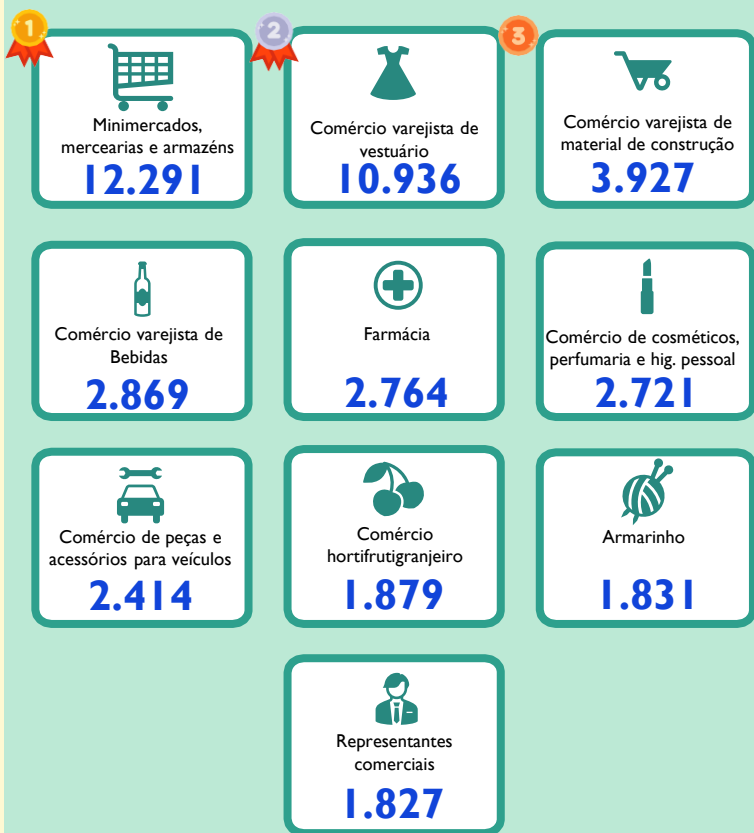 1
2
3
Minimercados,
mercearias e armazéns
12.291
Comércio varejista de
vestuário
10.936
Comércio varejista de
material de construção
3.927
Comércio varejista de
Bebidas
2.869
Farmácia
2.764
Comércio de cosméticos,
perfumaria e hig. pessoal
2.721
Comércio de peças e
acessórios para veículos
2.414
Comércio
hortifrutigranjeiro
1.879
Armarinho
1.831
Representantes
comerciais
1.827